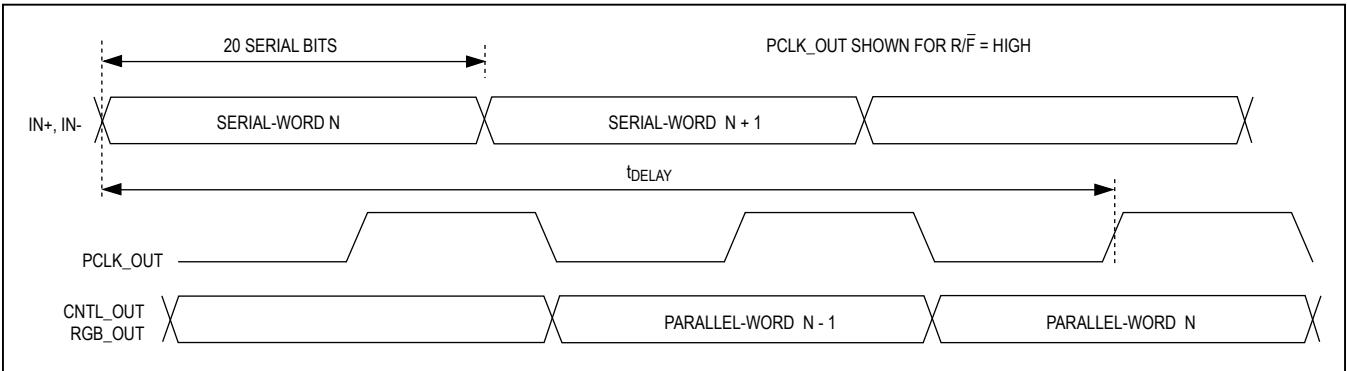 20 SERIAL BITS
PCLK_OUT SHOWN FOR R/F̅ = HIGH
IN+, IN-
SERIAL-WORD N
SERIAL-WORD N + 1
tDELAY
PCLK_OUT
CNTL_OUT
RGB_OUT
PARALLEL-WORD N - 1
PARALLEL-WORD N